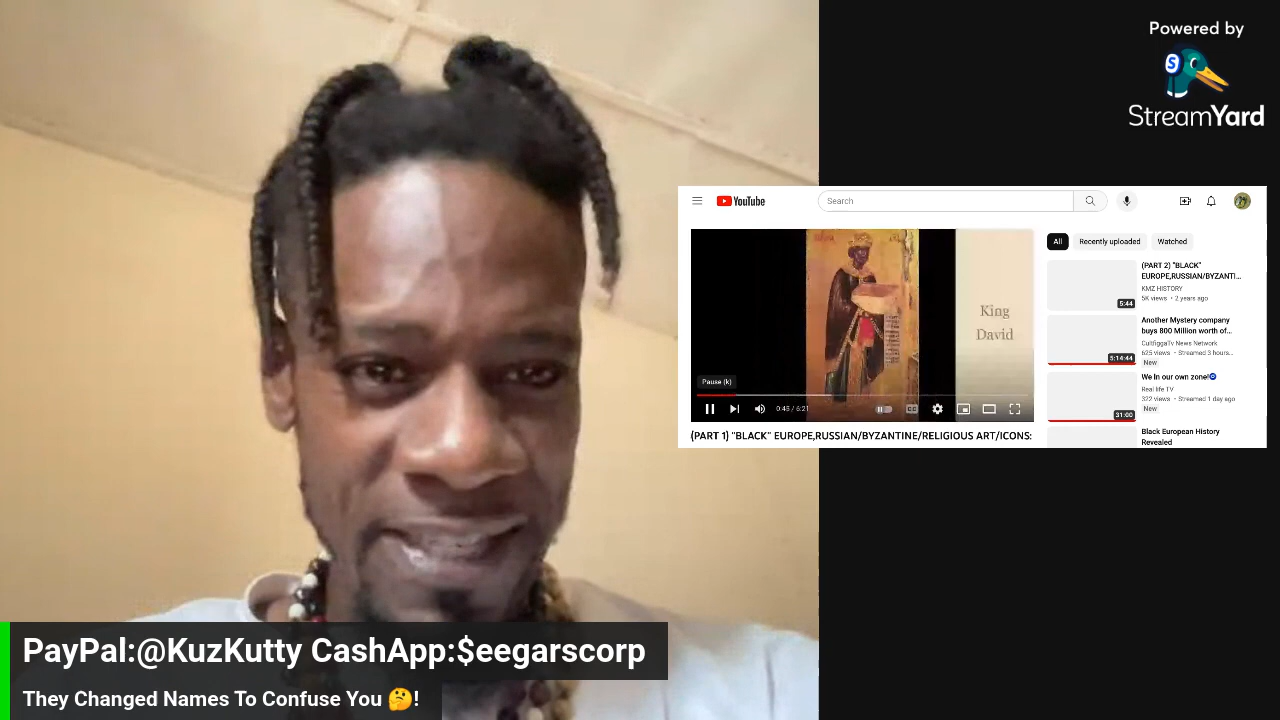 Powered by
StreamYard
YouTube
Search
King
David
Pause (k)
0:45 / 6:21
(PART 1) "BLACK" EUROPE,RUSSIAN/BYZANTINE/RELIGIOUS ART/ICONS:
All
Recently uploaded
Watched
(PART 2) "BLACK"
EUROPE,RUSSIAN/BYZANTI...
KMZ HISTORY
5K views • 2 years ago
5:44
Another Mystery company
buys 800 Million worth of...
CultfiggaTv News Network
625 views • Streamed 3 hours...
New
5:14:44
We In our own zone!
Real life TV
322 views • Streamed 1 day ago
New
31:00
Black European History
Revealed
PayPal:@KuzKutty CashApp:$eegarscorp
They Changed Names To Confuse You 🤔!